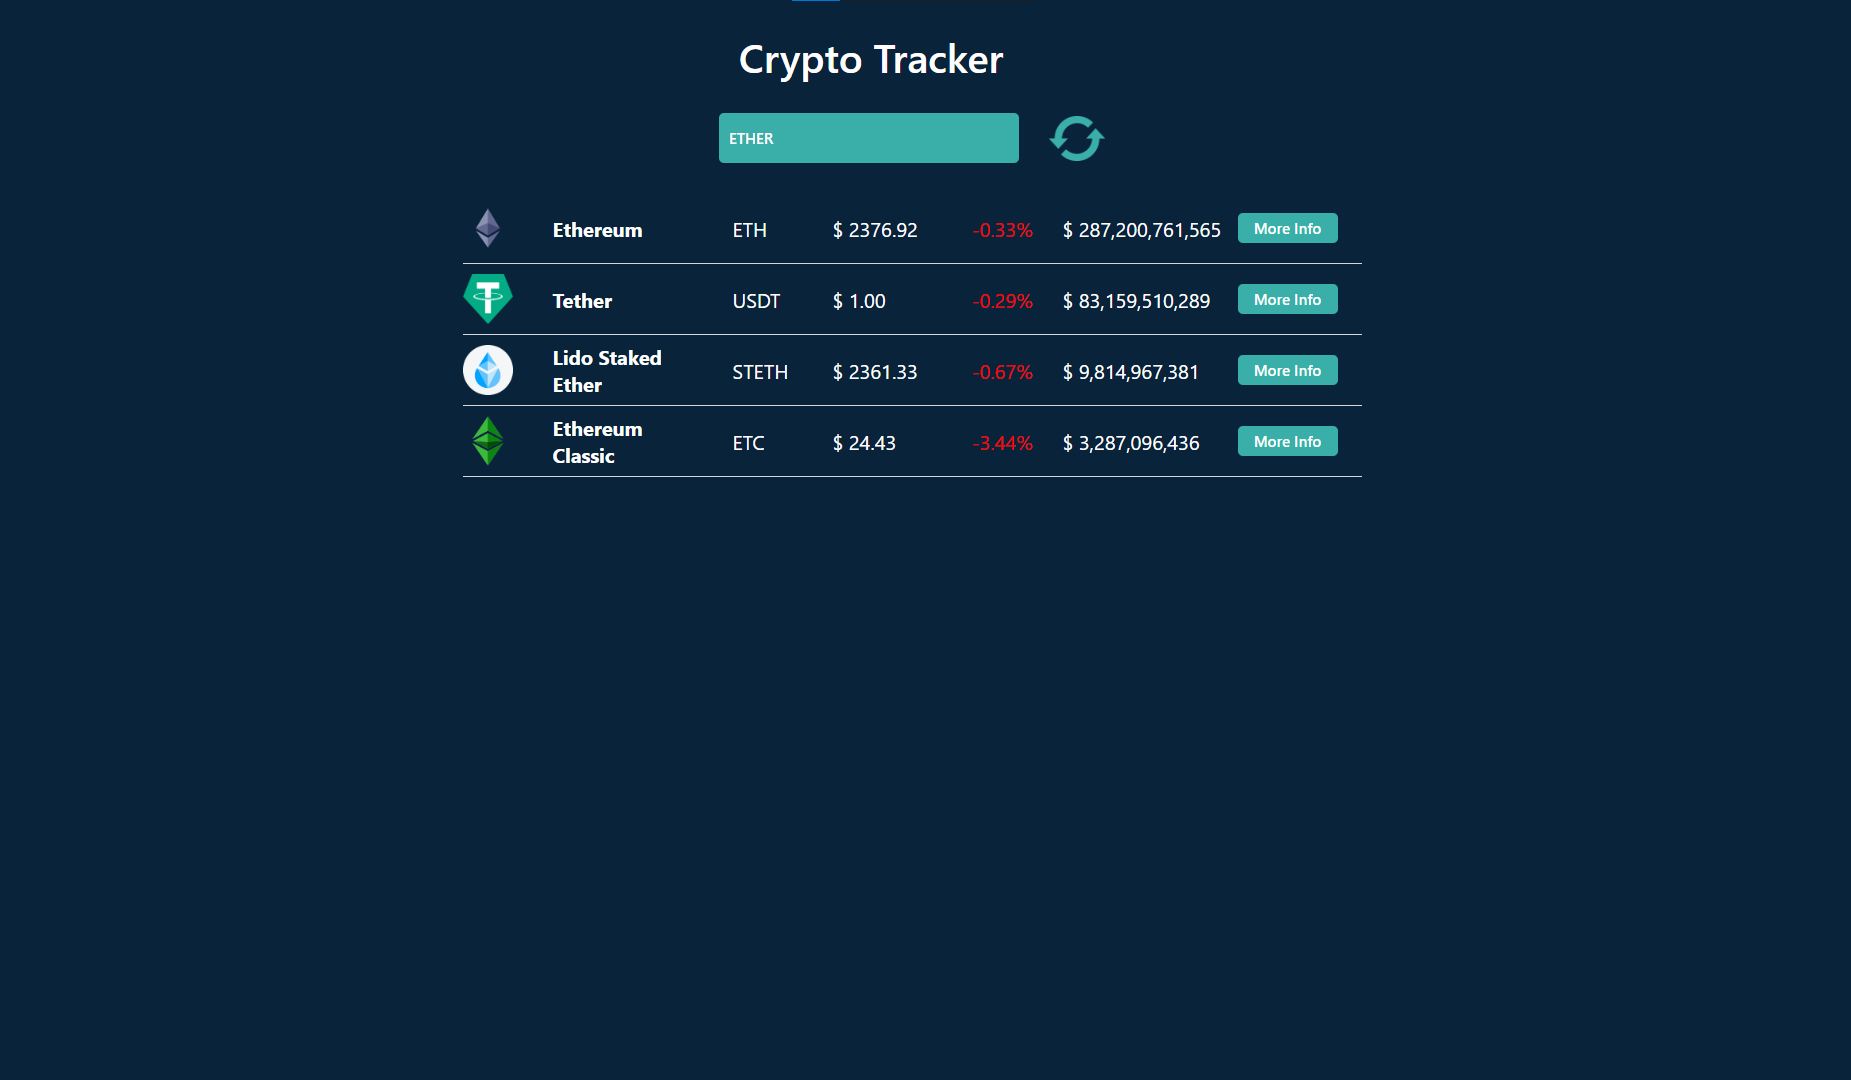 Crypto Tracker
ETHER
Ethereum ETH $ 2376.92 -0.33% $ 287,200,761,565 More Info
Tether USDT $ 1.00 -0.29% $ 83,159,510,289 More Info
Lido Staked
Ether STETH $ 2361.33 -0.67% $ 9,814,967,381 More Info
Ethereum
Classic ETC $ 24.43 -3.44% $ 3,287,096,436 More Info